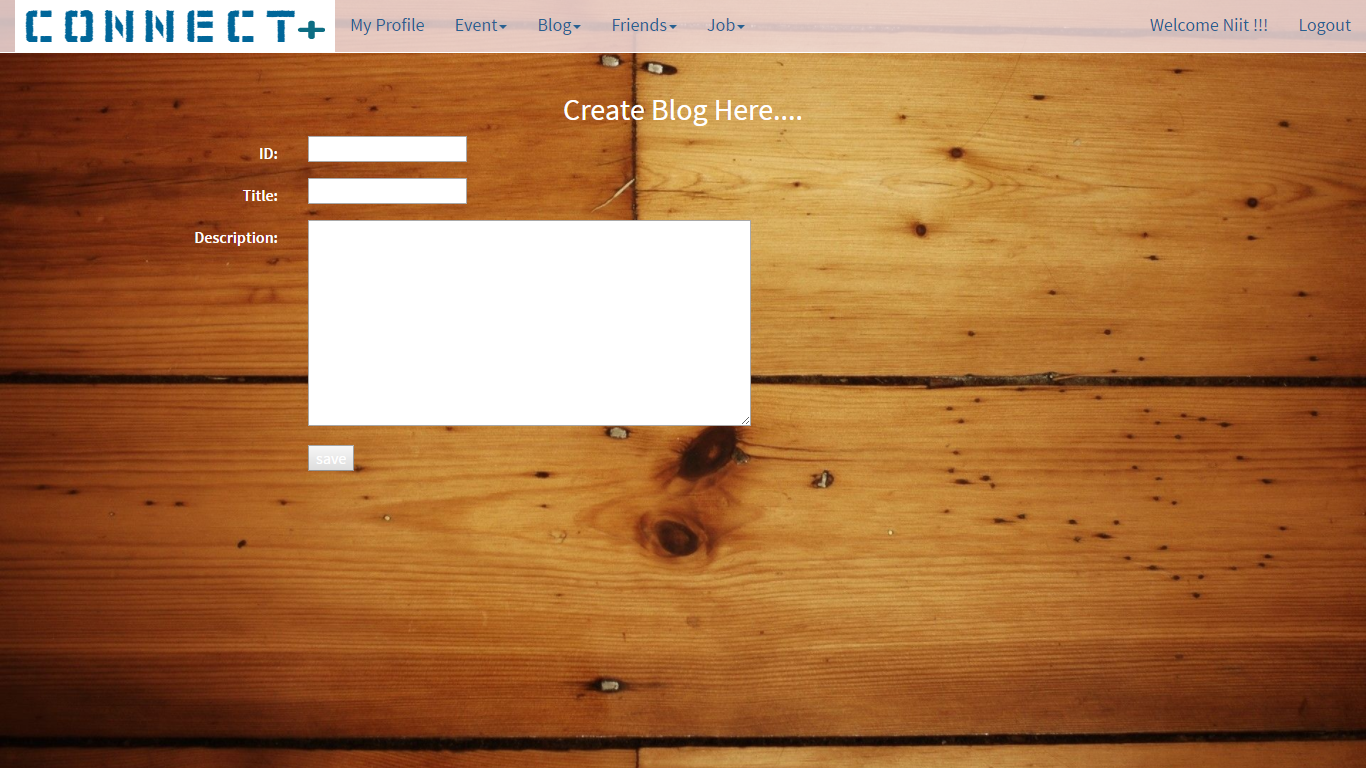 CONNECT+ My Profile Event Blog Friends Job Welcome Niit !!! Logout
Create Blog Here....
ID:
Title:
Description:
save